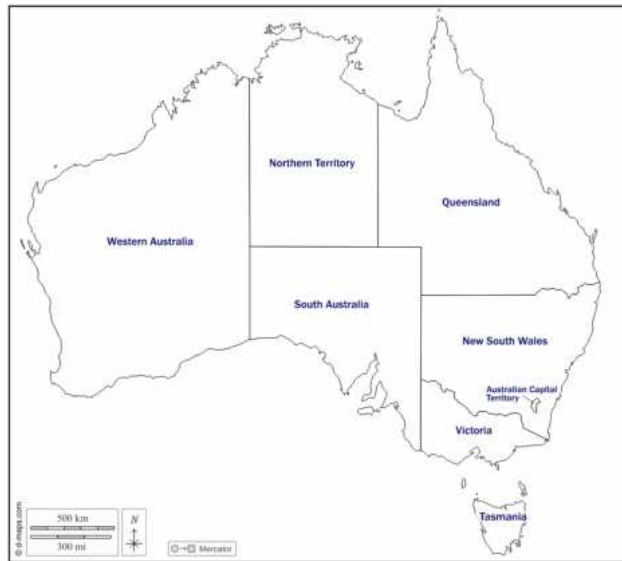 Northern Territory
Queensland
Western Australia
South Australia
New South Wales
Australian Capital
Territory
Victoria
Tasmania
500 km
300 mi
N
Mercator
© d-maps.com